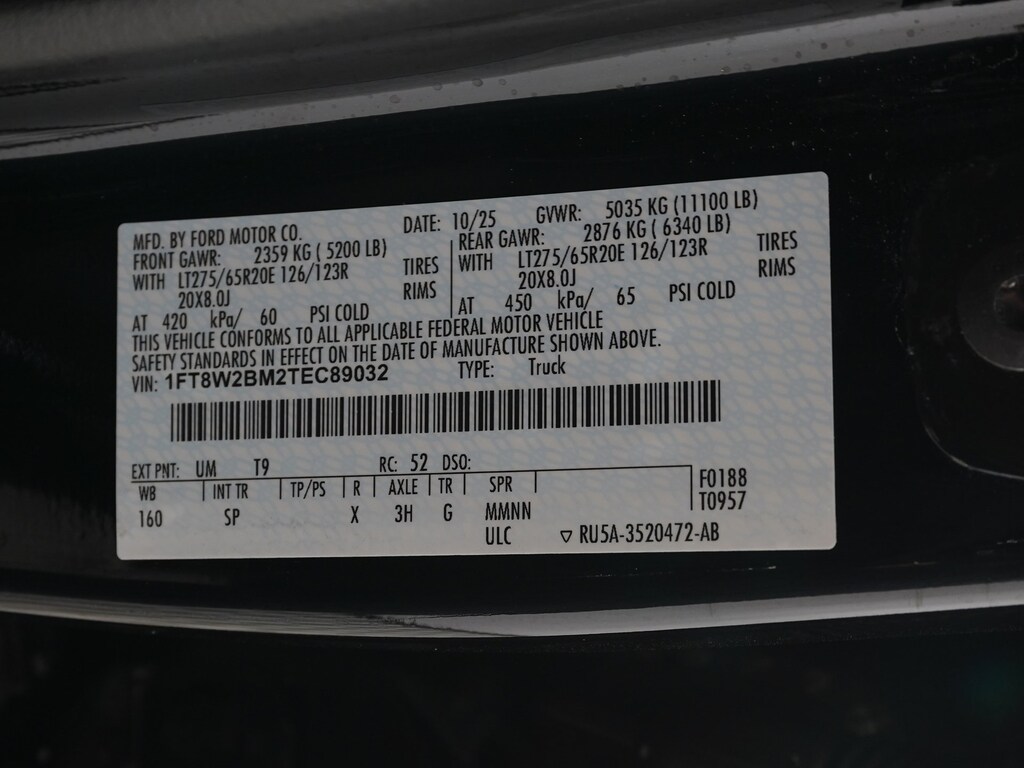 MFD. BY FORD MOTOR CO. DATE: 10/25 GVWR: 5035 KG (11100 LB)
FRONT GAWR: 2359 KG ( 5200 LB) REAR GAWR: 2876 KG ( 6340 LB)
WITH LT275/65R20E 126/123R TIRES WITH LT275/65R20E 126/123R TIRES
20X8.0J RIMS 20X8.0J RIMS
AT 420 kPa/ 60 PSI COLD AT 450 kPa/ 65 PSI COLD
THIS VEHICLE CONFORMS TO ALL APPLICABLE FEDERAL MOTOR VEHICLE
SAFETY STANDARDS IN EFFECT ON THE DATE OF MANUFACTURE SHOWN ABOVE.
VIN: 1FT8W2BM2TEC89032 TYPE: Truck
EXT PNT: UM T9 RC: 52 DSO:
WB INT TR TP/PS R AXLE TR SPR F0188
160 SP X 3H G MMNN T0957
ULC ▽ RU5A-3520472-AB